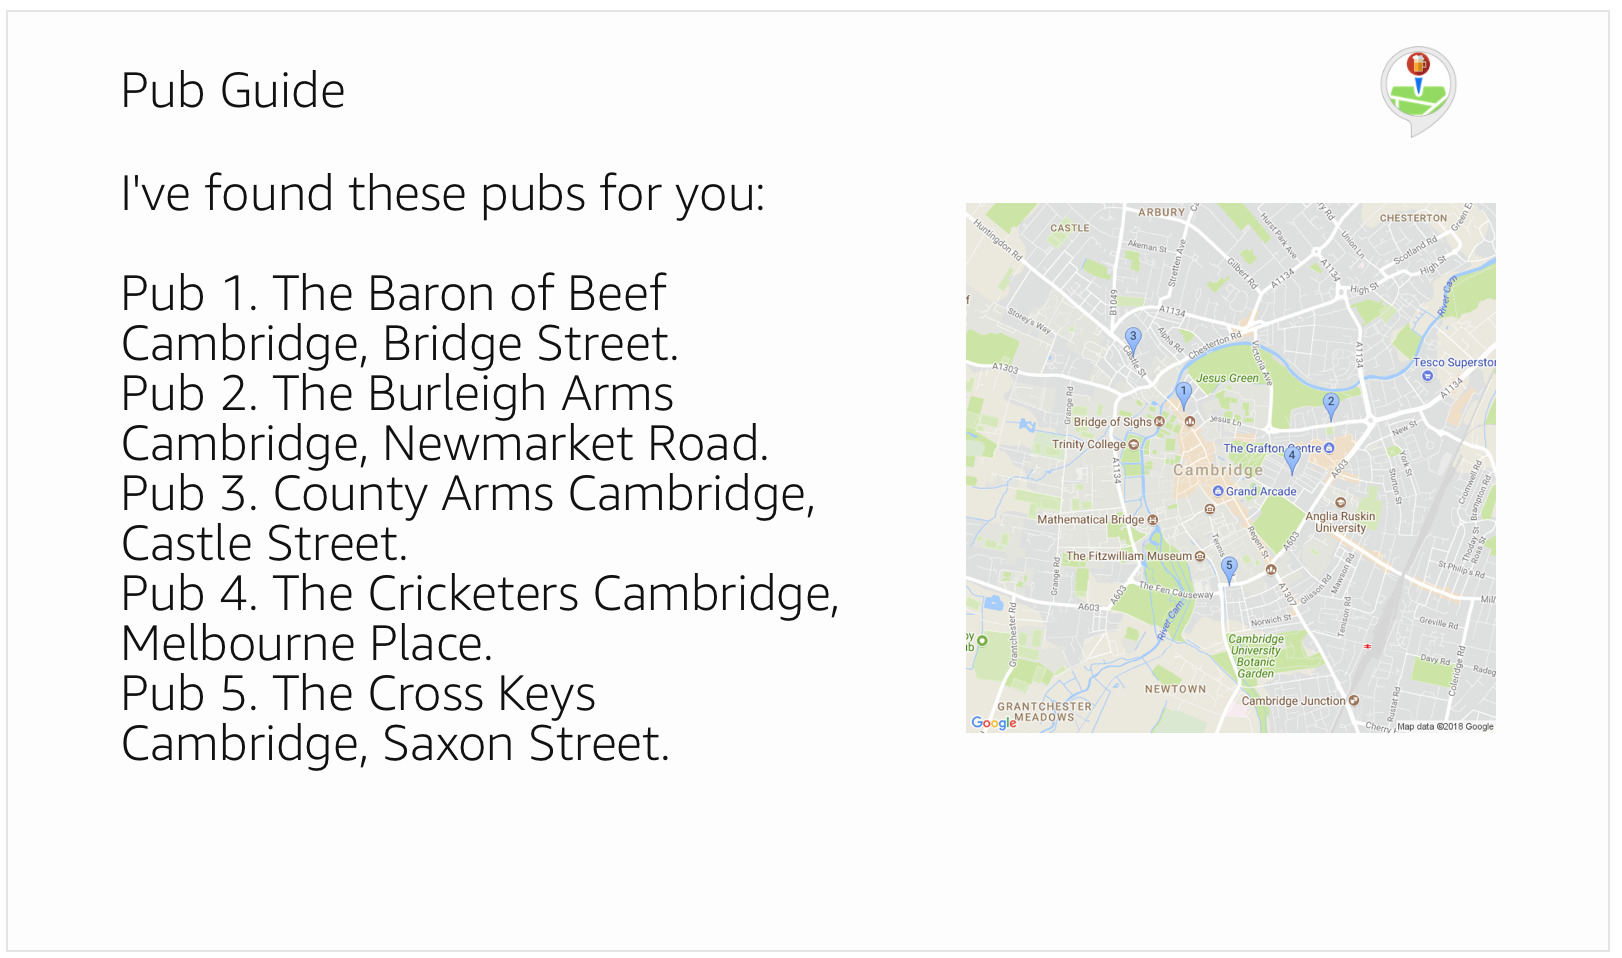 Pub Guide
I've found these pubs for you:
Pub 1. The Baron of Beef
Cambridge, Bridge Street.
Pub 2. The Burleigh Arms
Cambridge, Newmarket Road.
Pub 3. County Arms Cambridge,
Castle Street.
Pub 4. The Cricketers Cambridge,
Melbourne Place.
Pub 5. The Cross Keys
Cambridge, Saxon Street.
ARBURY
CASTLE
CHESTERTON
Huntingdon Rd
Akeman St
Stretten Ave
Hurst Park Ave
Union Ln
Scotland Rd
Green E
High St
Gilbert Rd
A1134
A1134
High St
River Cam
B1049
A1134
Storey's Way
Alpha Rd
Chesterton Rd
Victoria Ave
A1134
3
Castle St
Tesco Superstor
A1303
Jesus Green
A1134
Grange Rd
1
2
Bridge of Sighs
Jesus Ln
New St
Trinity College
The Grafton Centre
4
A1134
Cambridge
A603
York St
Sturton St
Cromwell Rd
Brampton Rd
Grand Arcade
Mathematical Bridge
Anglia Ruskin
University
Tennis
Regent St
A603
Thoday St
Ross St
The Fitzwilliam Museum
5
Grange Rd
Mawson Rd
St Philip's Rd
The Fen Causeway
Glisson Rd
A1307
A603
A603
Mill
River Cam
Norwich St
Tenison Rd
Greville Rd
Grantchester Rd
Cambridge
University
Botanic
Garden
Davy Rd
Radeg
Coleridge Rd
NEWTOWN
Cambridge Junction
Rustat Rd
GRANTCHESTER
MEADOWS
Google
Cherry
Map data ©2018 Google